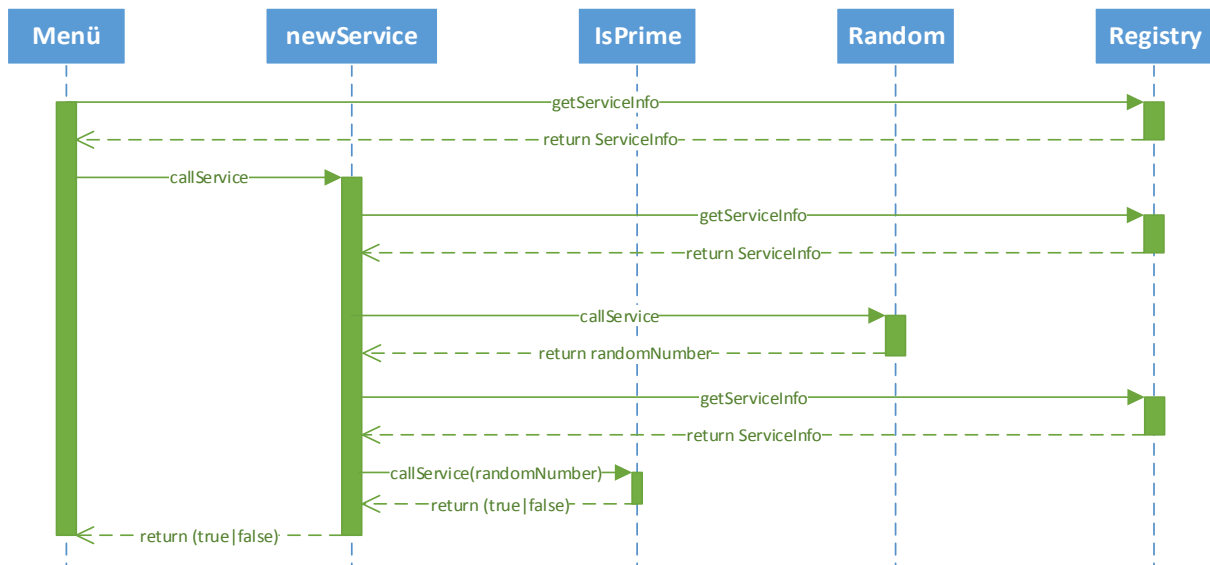 Menü
newService
IsPrime
Random
Registry
getServiceInfo
return ServiceInfo
callService
getServiceInfo
return ServiceInfo
callService
return randomNumber
getServiceInfo
return ServiceInfo
callService(randomNumber)
return (true|false)
return (true|false)